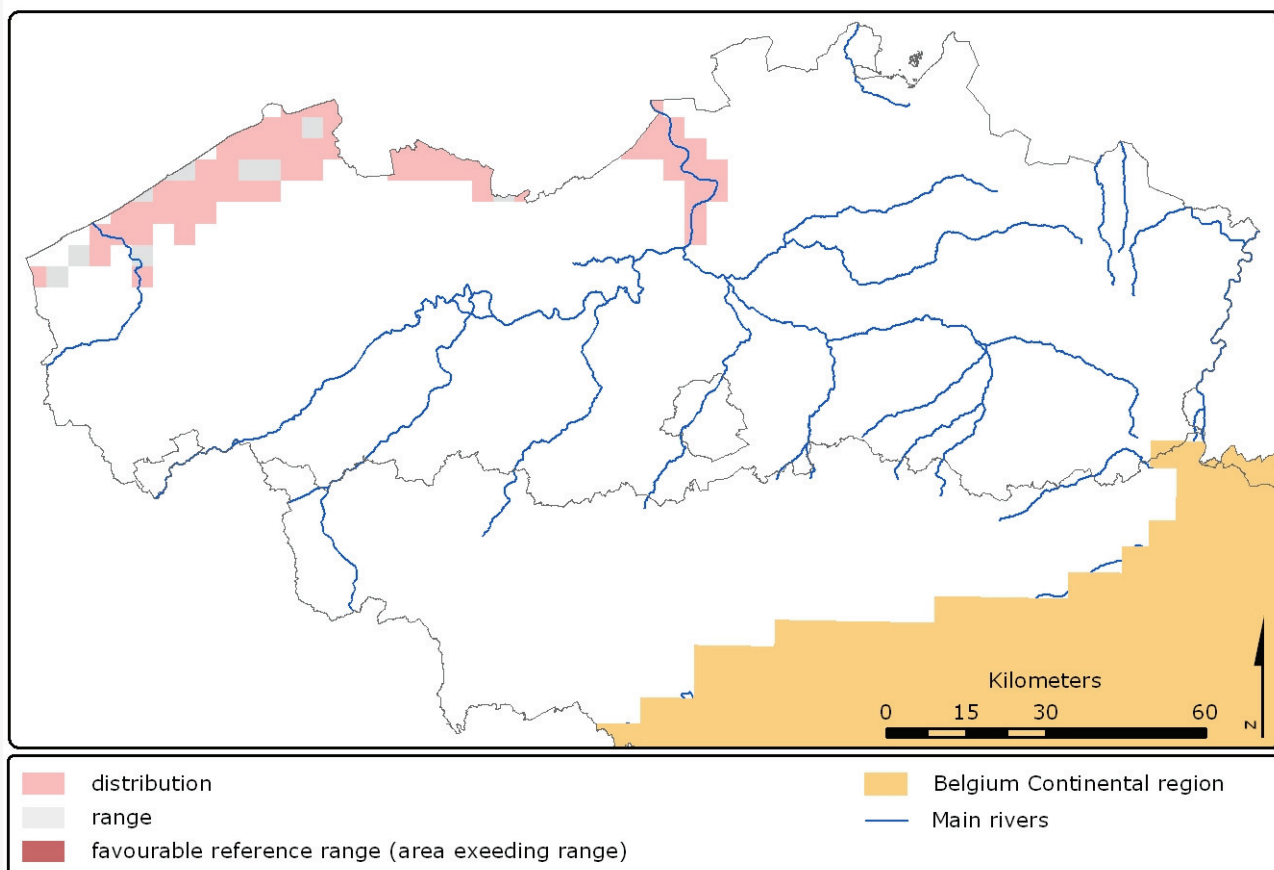 Kilometers
0 15 30 60
N
distribution
range
favourable reference range (area exeeding range)
Belgium Continental region
Main rivers